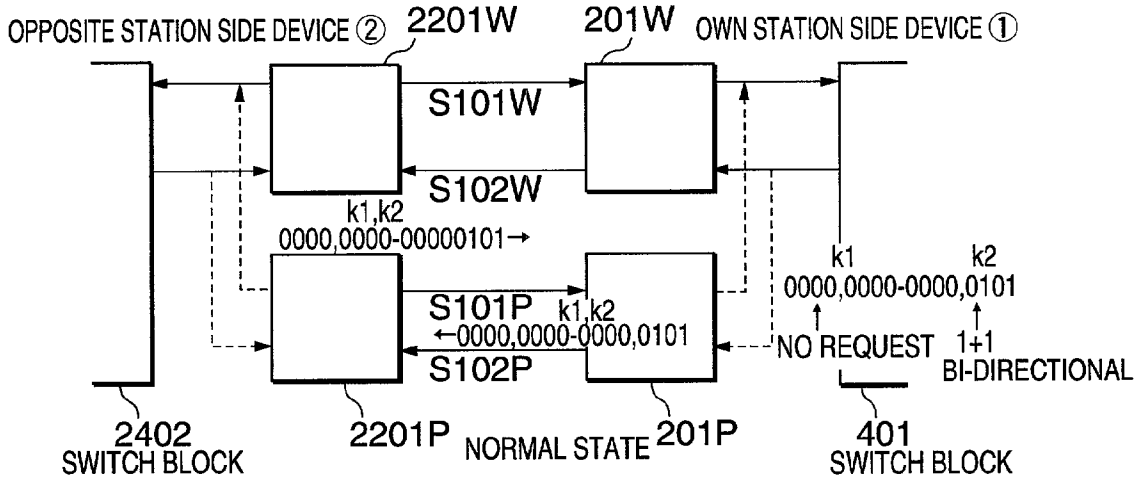 OPPOSITE STATION SIDE DEVICE ②
2201W
201W
OWN STATION SIDE DEVICE ①
S101W
S102W
k1,k2
0000,0000-00000101→
k1
k2
0000,0000-0000,0101
S101P
k1,k2
←0000,0000-0000,0101
S102P
NO REQUEST
1+1
BI-DIRECTIONAL
2402
SWITCH BLOCK
2201P
NORMAL STATE
201P
401
SWITCH BLOCK